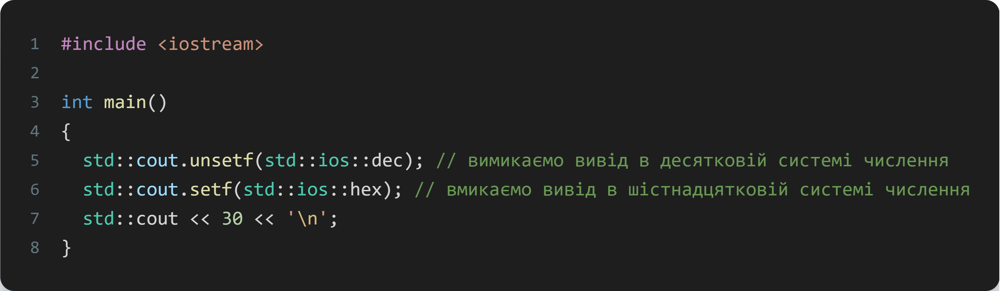 1 #include <iostream>
2
3 int main()
4 {
5 std::cout.unsetf(std::ios::dec); // вимикаємо вивід в десятковій системі числення
6 std::cout.setf(std::ios::hex); // вмикаємо вивід в шістнадцятковій системі числення
7 std::cout << 30 << '\n';
8 }